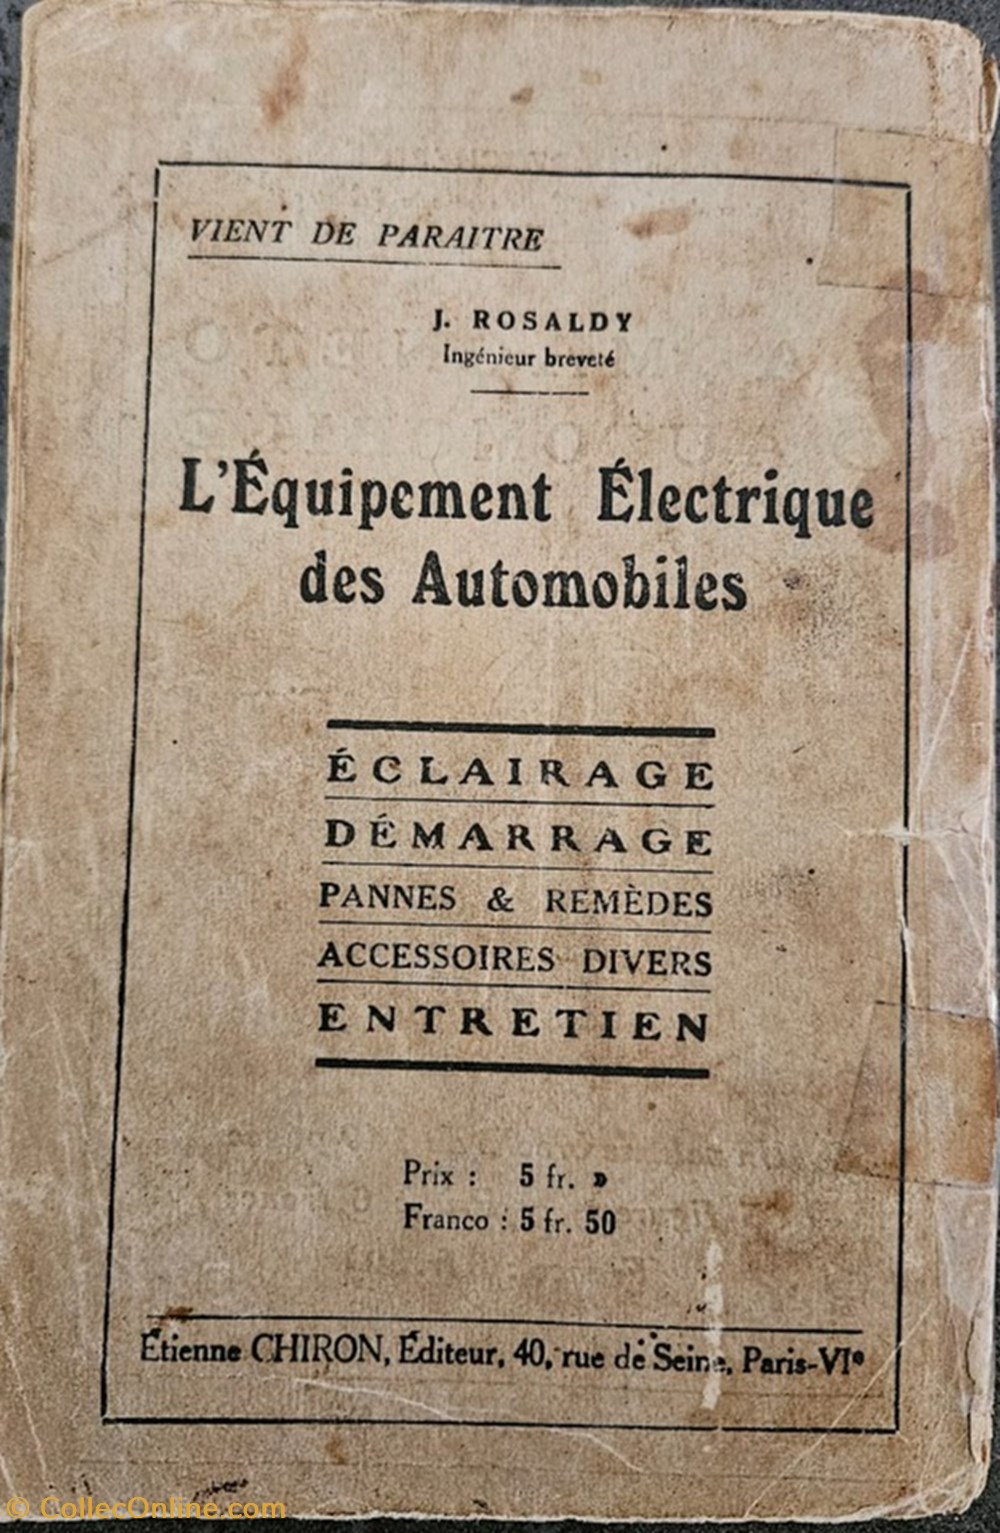 VIENT DE PARAITRE
J. ROSALDY
Ingénieur breveté
L'Équipement Électrique
des Automobiles
ÉCLAIRAGE
DÉMARRAGE
PANNES & REMÈDES
ACCESSOIRES DIVERS
ENTRETIEN
Prix : 5 fr. »
Franco : 5 fr. 50
Étienne CHIRON, Éditeur, 40, rue de Seine, Paris-VIe
© CollecOnline.com